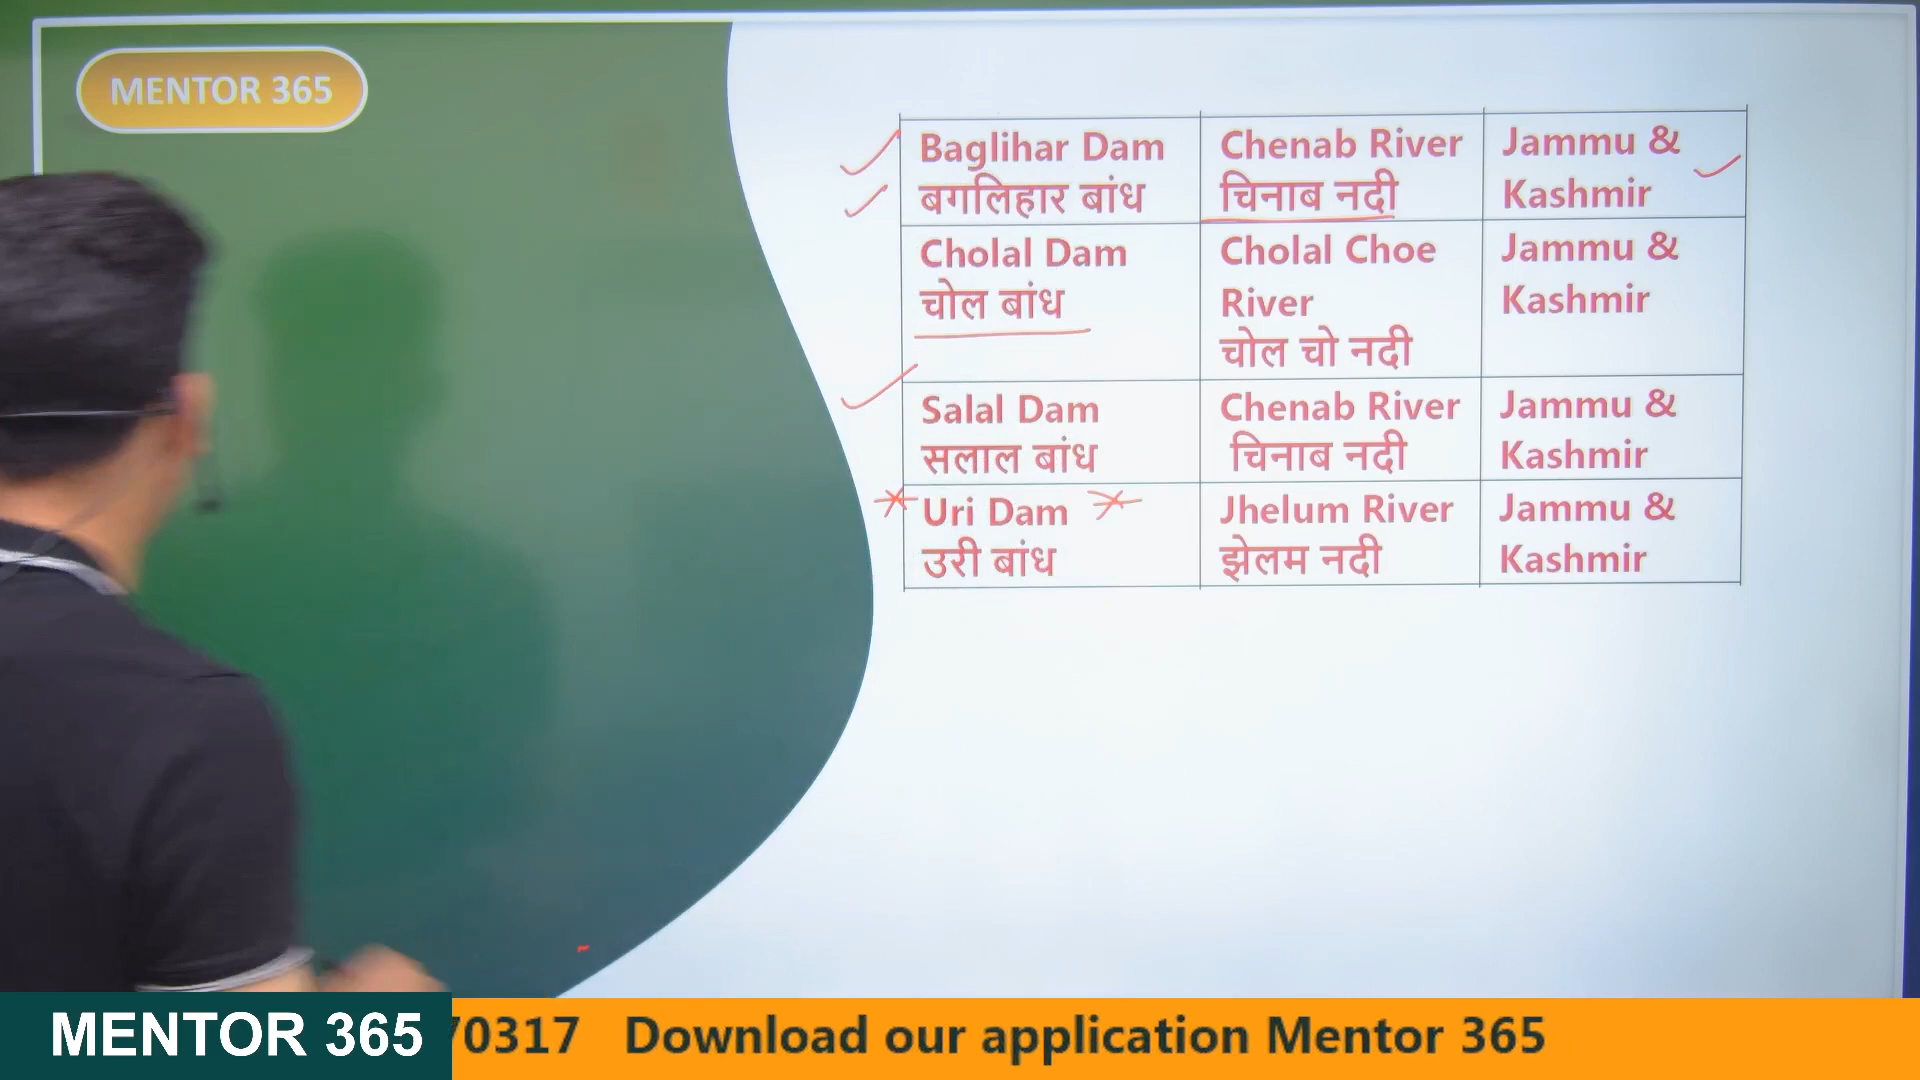 MENTOR 365
Baglihar Dam
बगलिहार बांध
Chenab River
चिनाब नदी
Jammu &
Kashmir
Cholal Dam
चोल बांध
Cholal Choe
River
चोल चो नदी
Jammu &
Kashmir
Salal Dam
सलाल बांध
Chenab River
चिनाब नदी
Jammu &
Kashmir
Uri Dam
उरी बांध
Jhelum River
झेलम नदी
Jammu &
Kashmir
MENTOR 365
70317 Download our application Mentor 365